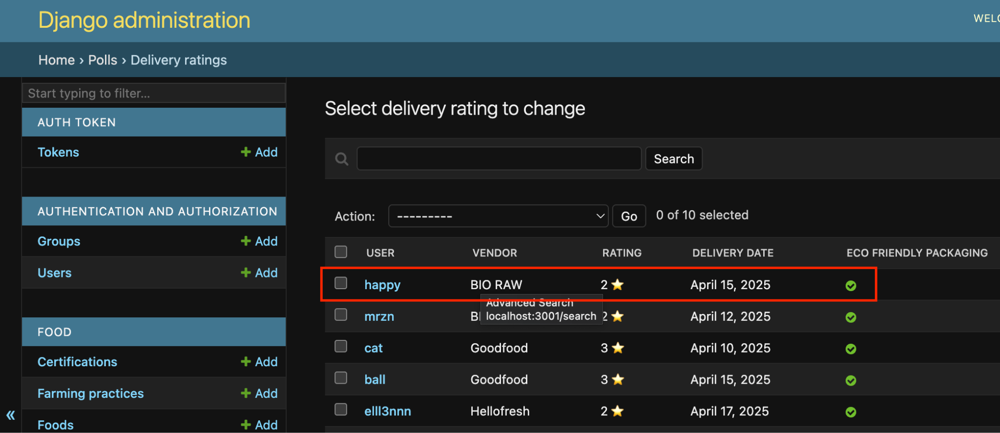 Django administration
WELC
Home › Polls › Delivery ratings
Start typing to filter...
AUTH TOKEN
Tokens
+ Add
AUTHENTICATION AND AUTHORIZATION
Groups
+ Add
Users
+ Add
FOOD
Certifications
+ Add
Farming practices
+ Add
Foods
+ Add
«
Select delivery rating to change
Search
Action: --------- Go 0 of 10 selected
USER VENDOR RATING DELIVERY DATE ECO FRIENDLY PACKAGING
happy BIO RAW 2 April 15, 2025
Advanced Search
localhost:3001/search
mrzn 2 April 12, 2025
cat Goodfood 3 April 10, 2025
ball Goodfood 3 April 15, 2025
elll3nnn Hellofresh 2 April 17, 2025